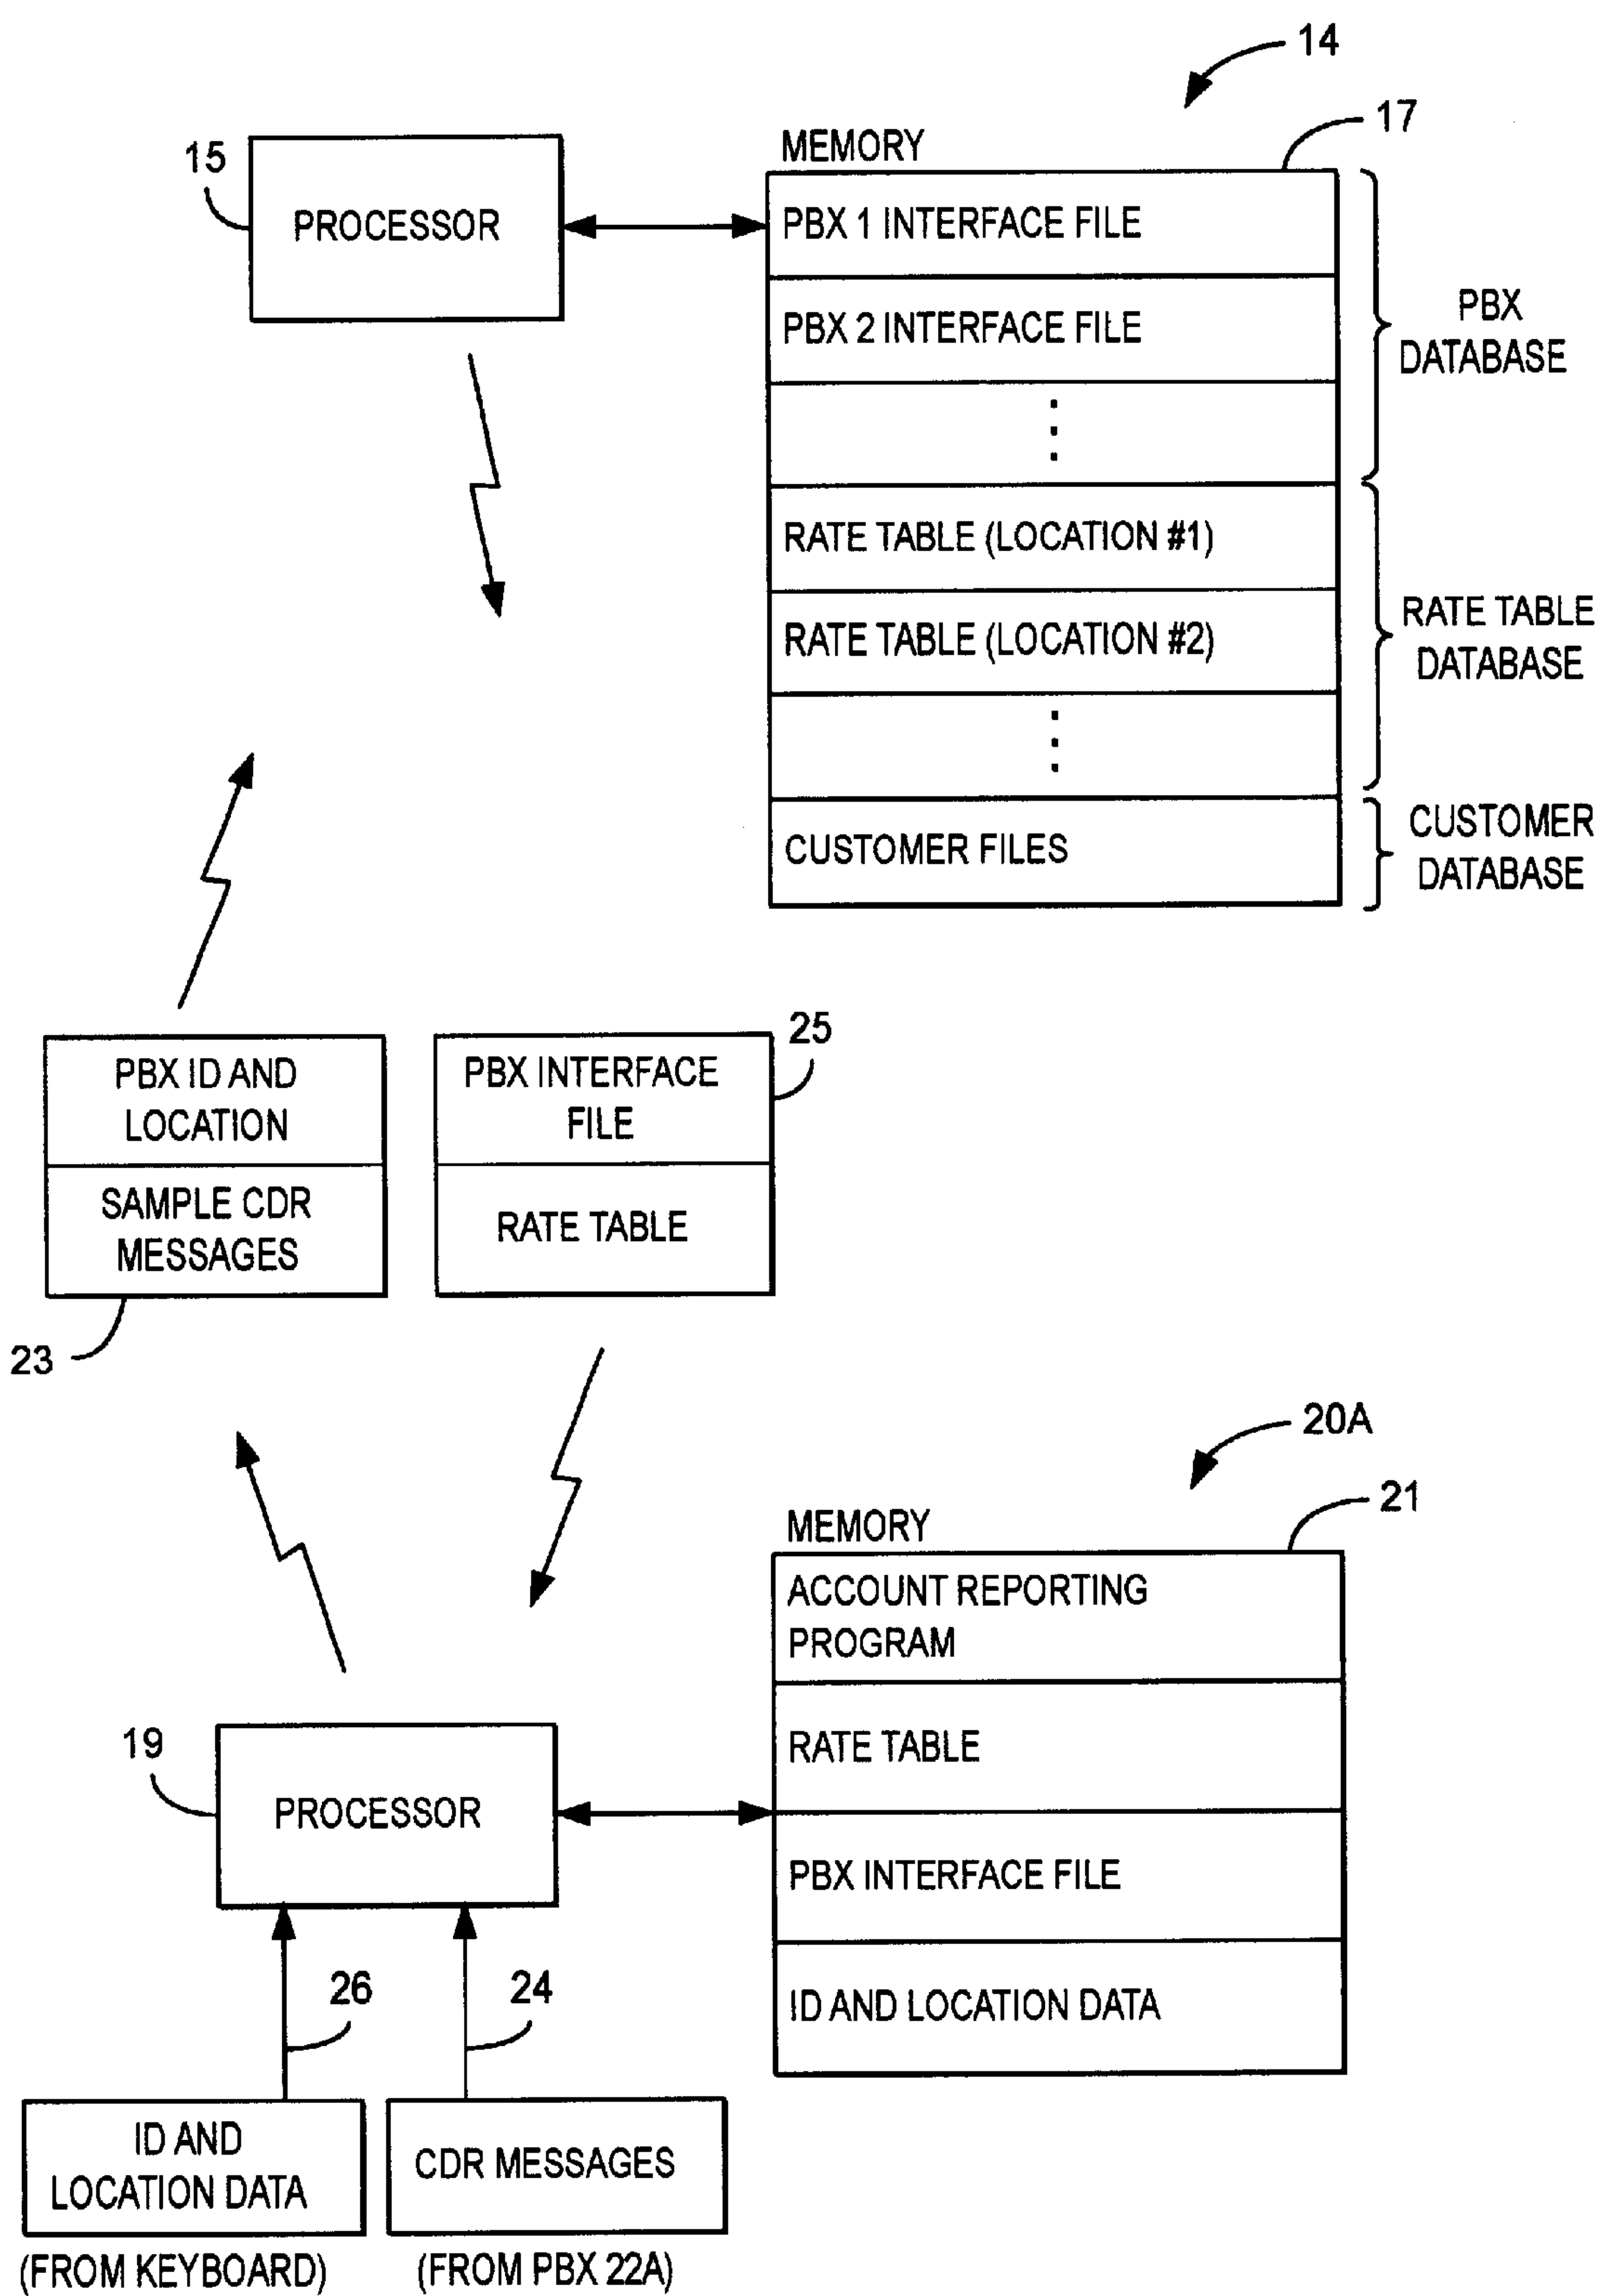 14
17
MEMORY
15
PROCESSOR
PBX 1 INTERFACE FILE
PBX 2 INTERFACE FILE
PBX
DATABASE
RATE TABLE (LOCATION #1)
RATE TABLE (LOCATION #2)
RATE TABLE
DATABASE
CUSTOMER FILES
CUSTOMER
DATABASE
PBX ID AND
LOCATION
SAMPLE CDR
MESSAGES
23
25
PBX INTERFACE
FILE
RATE TABLE
20A
21
MEMORY
ACCOUNT REPORTING
PROGRAM
RATE TABLE
PBX INTERFACE FILE
ID AND LOCATION DATA
19
PROCESSOR
26
24
ID AND
LOCATION DATA
(FROM KEYBOARD)
CDR MESSAGES
(FROM PBX 22A)